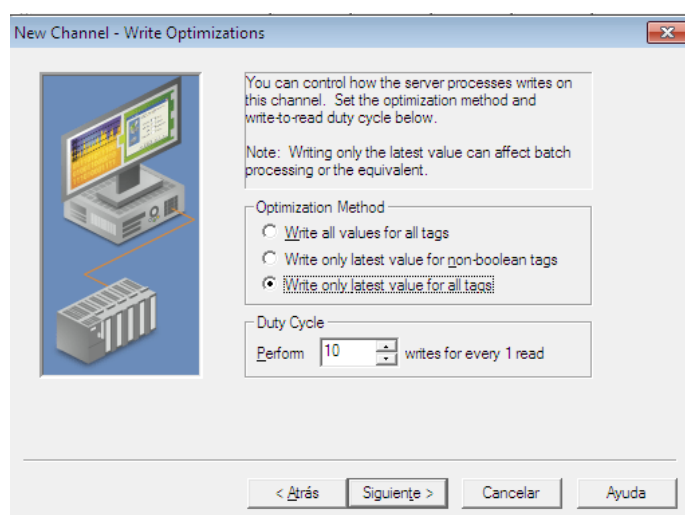 New Channel - Write Optimizations
You can control how the server processes writes on
this channel. Set the optimization method and
write-to-read duty cycle below.
Note: Writing only the latest value can affect batch
processing or the equivalent.
Optimization Method
Write all values for all tags
Write only latest value for non-boolean tags
Write only latest value for all tags
Duty Cycle
Perform 10 writes for every 1 read
< Atrás Siguiente > Cancelar Ayuda